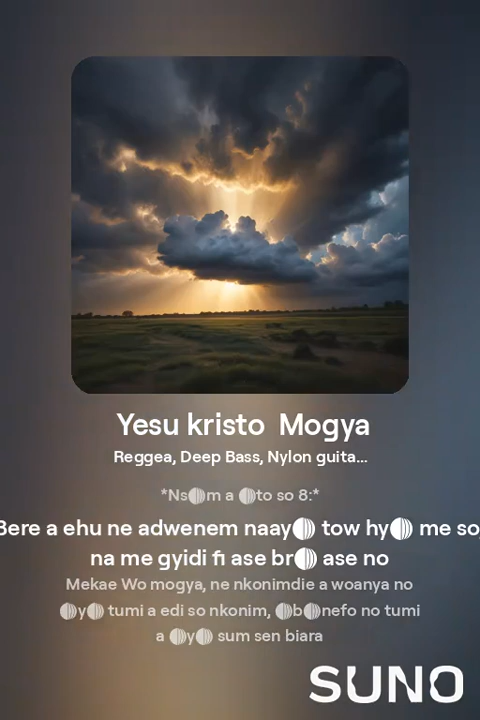 Yesu kristo Mogya
Reggea, Deep Bass, Nylon guita...
a so 8:*
Bere a ehu ne adwenem tow me so,
na me gyidi fi ase ase no
Mekae Wo mogya, ne nkonimdie a woanya no
tumi a edi so nkonim, no tumi
a sum sen biara
SUNO